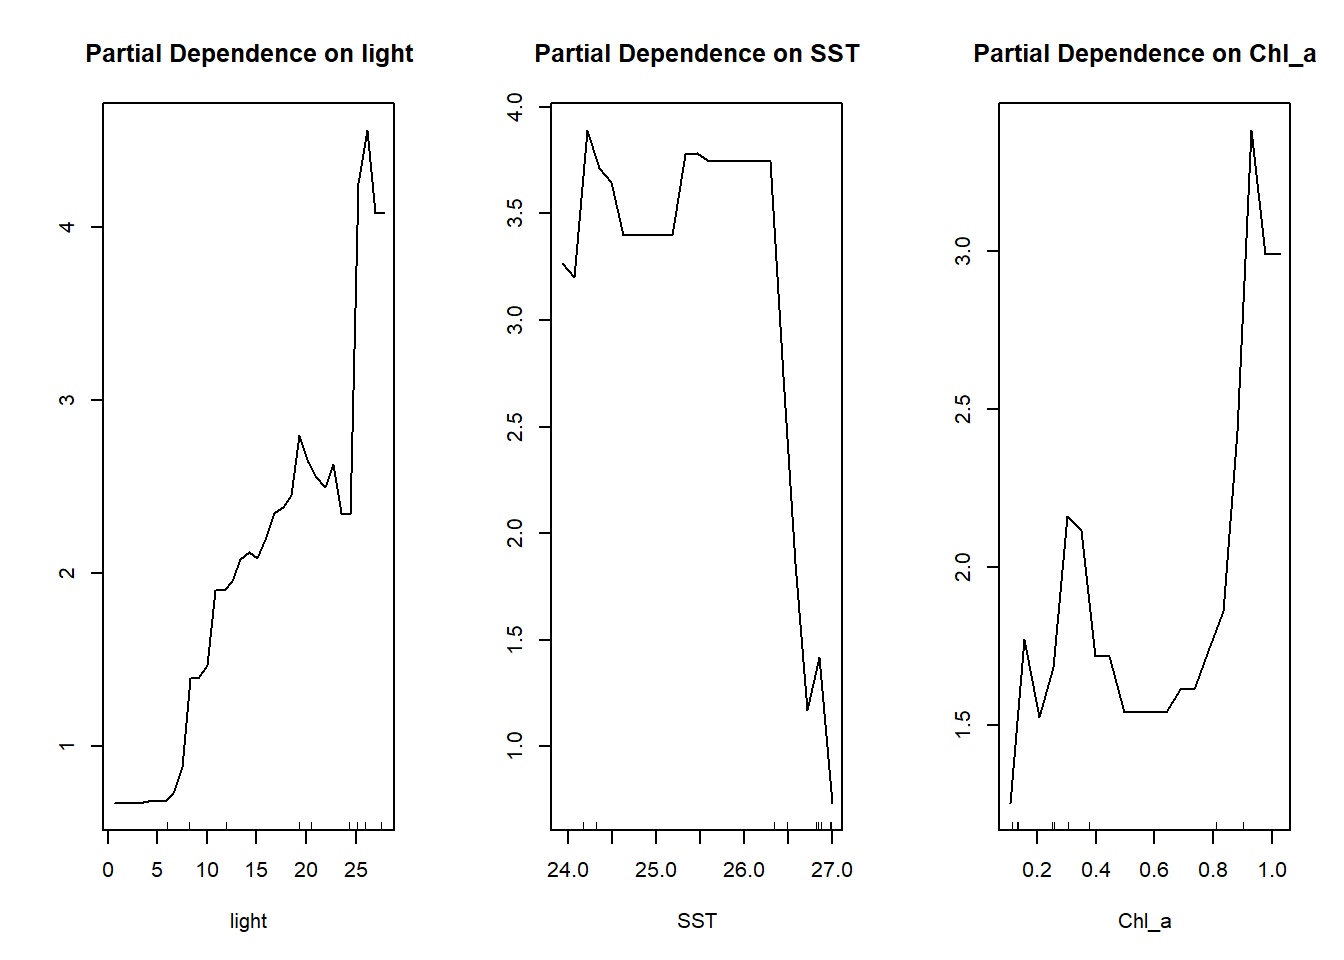 Partial Dependence on light
4
3
2
1
0 5 10 15 20 25
light
Partial Dependence on SST
4.0
3.5
3.0
2.5
2.0
1.5
1.0
24.0 25.0 26.0 27.0
SST
Partial Dependence on Chl_a
3.0
2.5
2.0
1.5
0.2 0.4 0.6 0.8 1.0
Chl_a